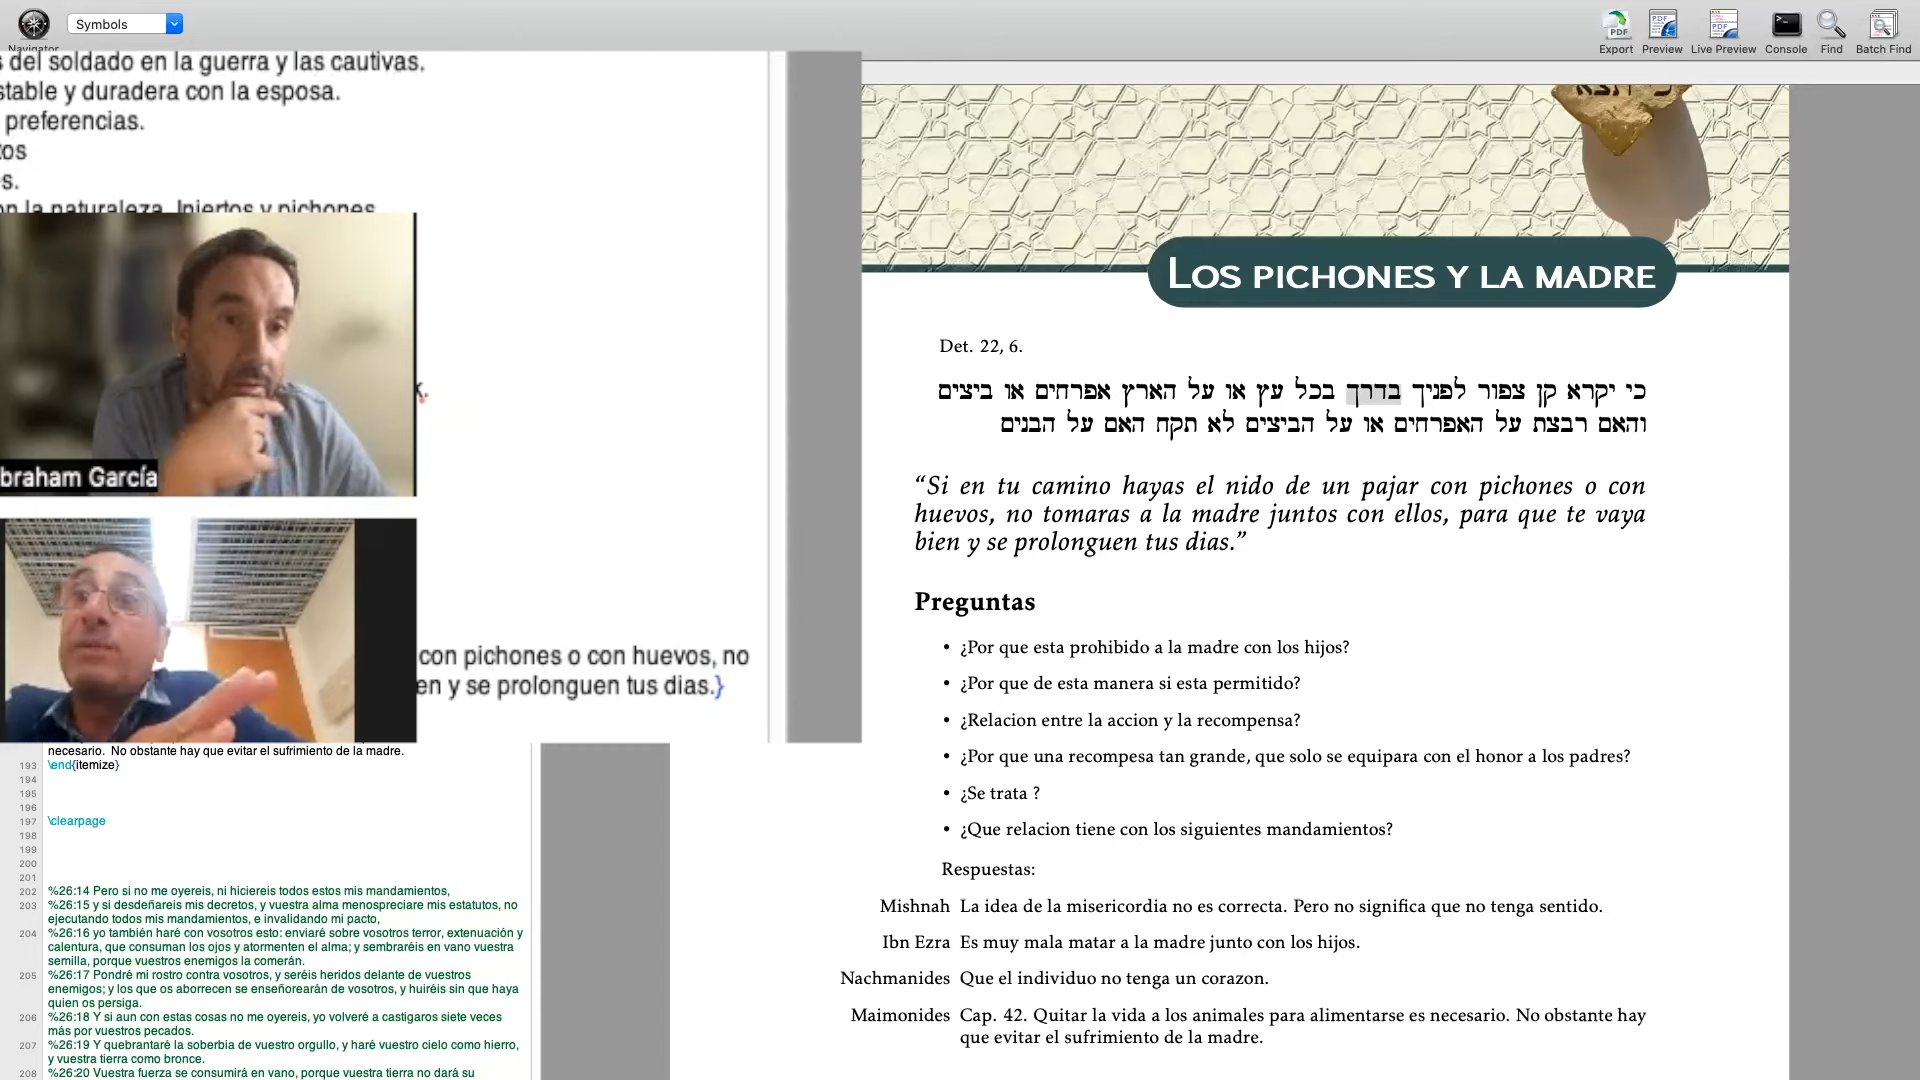 Symbols
Navigator
Export
Preview
Live Preview
Console
Find
Batch Find
del soldado en la guerra y las cautivas.
stable y duradera con la esposa.
preferencias.
la naturaleza. Injertos y pichones
braham García
con pichones o con huevos, no
en y se prolonguen tus dias.}
necesario. No obstante hay que evitar el sufrimiento de la madre.
193 \end{itemize}
194
195
196
197 \clearpage
198
199
200
201
202 %26:14 Pero si no me oyereis, ni hiciereis todos estos mis mandamientos,
203 %26:15 y si desdeñareis mis decretos, y vuestra alma menospreciare mis estatutos, no
ejecutando todos mis mandamientos, e invalidando mi pacto,
204 %26:16 yo también haré con vosotros esto: enviaré sobre vosotros terror, extenuación y
calentura, que consuman los ojos y atormenten el alma; y sembraréis en vano vuestra
semilla, porque vuestros enemigos la comerán.
205 %26:17 Pondré mi rostro contra vosotros, y seréis heridos delante de vuestros
enemigos; y los que os aborrecen se enseñorearán de vosotros, y huiréis sin que haya
quien os persiga.
206 %26:18 Y si aun con estas cosas no me oyereis, yo volveré a castigaros siete veces
más por vuestros pecados.
207 %26:19 Y quebrantaré la soberbia de vuestro orgullo, y haré vuestro cielo como hierro,
y vuestra tierra como bronce.
208 %26:20 Vuestra fuerza se consumirá en vano, porque vuestra tierra no dará su
LOS PICHONES Y LA MADRE
Det. 22, 6.
כי יקרא קן צפור לפניך בדרך בכל עץ או על הארץ אפרחים או ביצים
והאם רבצת על האפרחים או על הביצים לא תקח האם על הבנים
“Si en tu camino hayas el nido de un pajar con pichones o con
huevos, no tomaras a la madre juntos con ellos, para que te vaya
bien y se prolonguen tus dias.”
Preguntas
• ¿Por que esta prohibido a la madre con los hijos?
• ¿Por que de esta manera si esta permitido?
• ¿Relacion entre la accion y la recompensa?
• ¿Por que una recompesa tan grande, que solo se equipara con el honor a los padres?
• ¿Se trata ?
• ¿Que relacion tiene con los siguientes mandamientos?
Respuestas:
Mishnah La idea de la misericordia no es correcta. Pero no significa que no tenga sentido.
Ibn Ezra Es muy mala matar a la madre junto con los hijos.
Nachmanides Que el individuo no tenga un corazon.
Maimonides Cap. 42. Quitar la vida a los animales para alimentarse es necesario. No obstante hay
que evitar el sufrimiento de la madre.